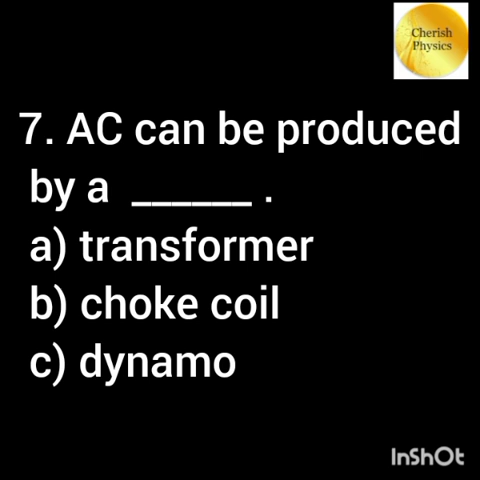 Cherish
Physics
7. AC can be produced
by a ______ .
a) transformer
b) choke coil
c) dynamo
InShOt